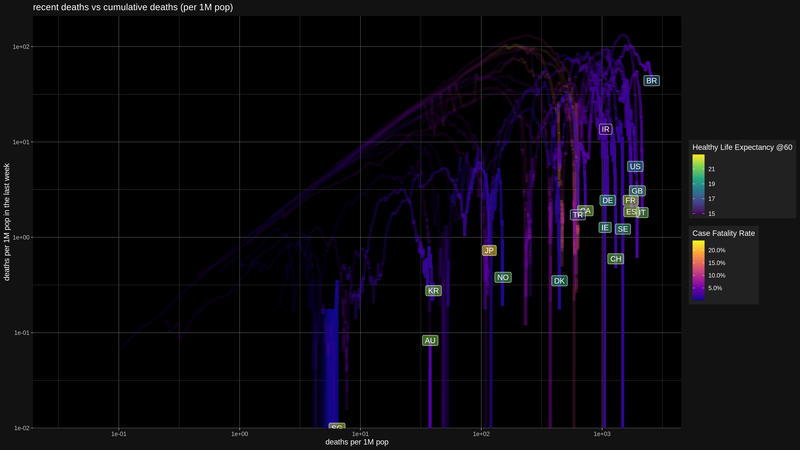 recent deaths vs cumulative deaths (per 1M pop)
1e+02
BR
IR
1e+01
Healthy Life Expectancy @60
21
19
17
15
US
GB
DE
FR
CA
ES
IT
TR
IE
SE
deaths per 1M pop in the last week
1e+00
Case Fatality Rate
20.0%
15.0%
10.0%
5.0%
JP
CH
NO
DK
KR
1e-01
AU
SG
1e-02
1e-01
1e+00
1e+01
1e+02
1e+03
deaths per 1M pop